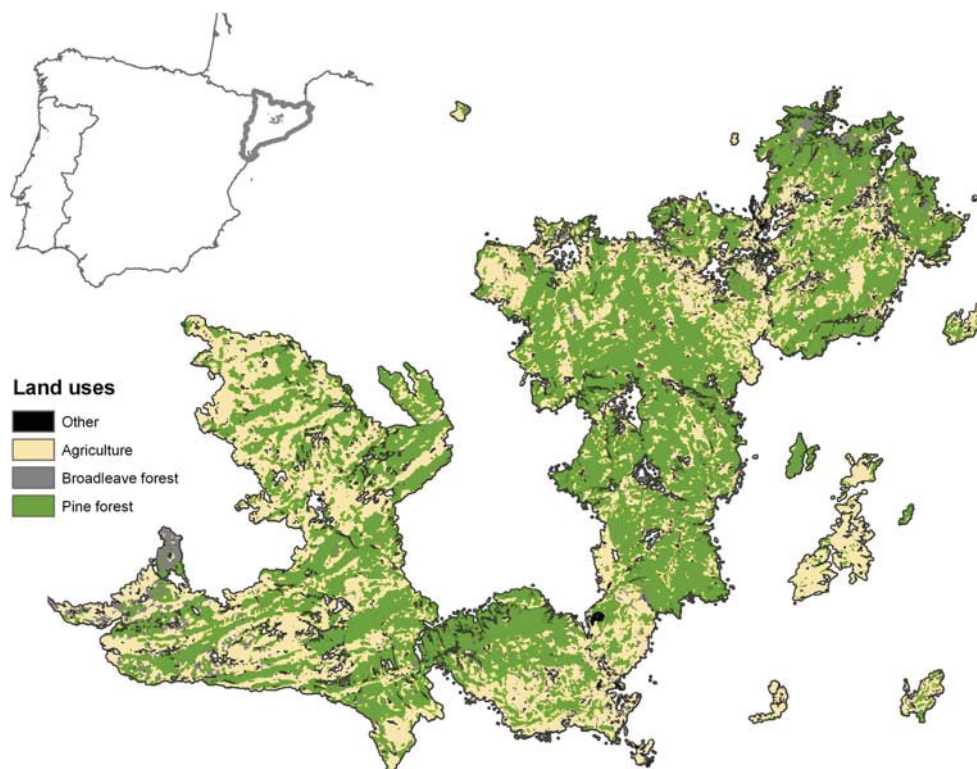 Land uses
Other
Agriculture
Broadleave forest
Pine forest